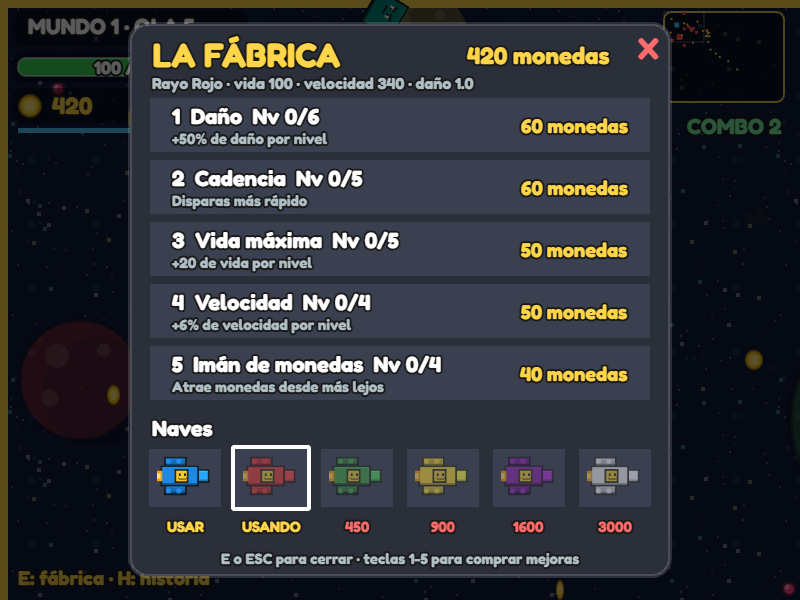 MUNDO 1 ·
100 /
420
COMBO 2
LA FÁBRICA
420 monedas
Rayo Rojo · vida 100 · velocidad 340 · daño 1.0
1 Daño Nv 0/6
+50% de daño por nivel
60 monedas
2 Cadencia Nv 0/5
Disparas más rápido
60 monedas
3 Vida máxima Nv 0/5
+20 de vida por nivel
50 monedas
4 Velocidad Nv 0/4
+6% de velocidad por nivel
50 monedas
5 Imán de monedas Nv 0/4
Atrae monedas desde más lejos
40 monedas
Naves
USAR USANDO 450 900 1600 3000
E o ESC para cerrar · teclas 1-5 para comprar mejoras
E: fábrica · H: historia